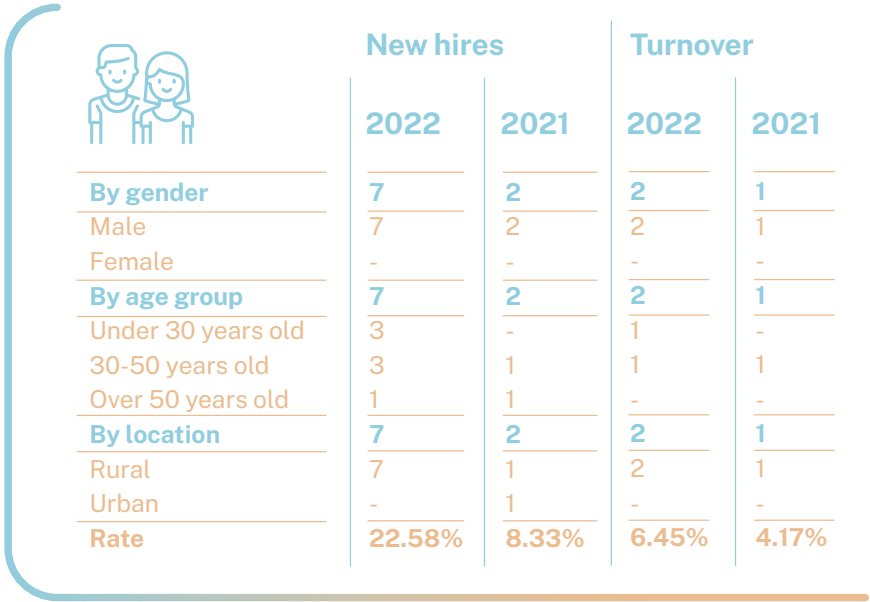 New hires Turnover
2022 2021 2022 2021
By gender 7 2 2 1
Male 7 2 2 1
Female - - - -
By age group 7 2 2 1
Under 30 years old 3 - 1 -
30-50 years old 3 1 1 1
Over 50 years old 1 1 - -
By location 7 2 2 1
Rural 7 1 2 1
Urban - 1 - -
Rate 22.58% 8.33% 6.45% 4.17%